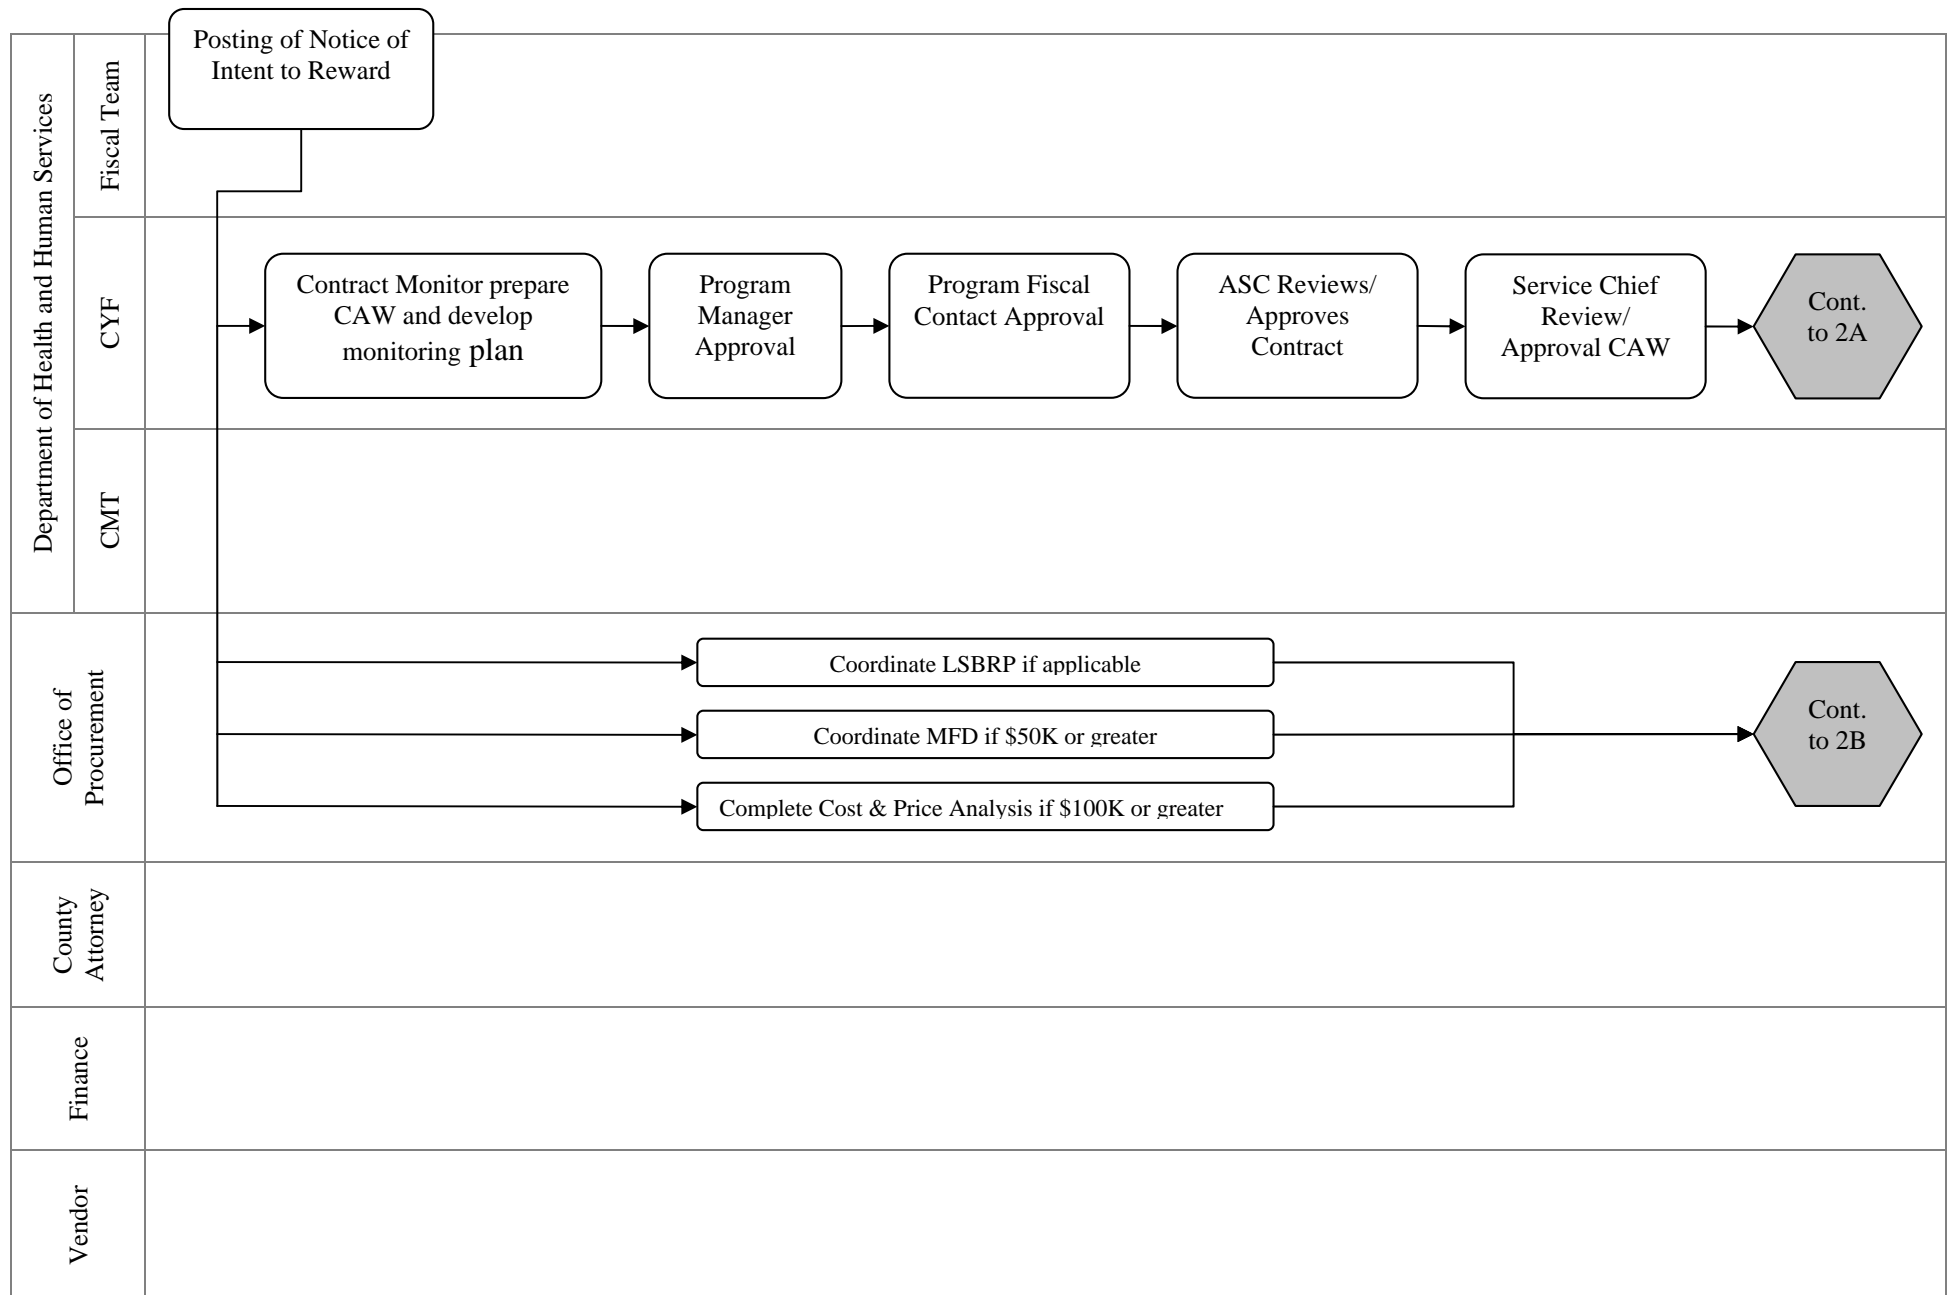 Posting of Notice of
Intent to Reward
Department of Health and Human Services
Fiscal Team
CYF
Contract Monitor prepare
CAW and develop
monitoring plan
Program
Manager
Approval
Program Fiscal
Contact Approval
ASC Reviews/
Approves
Contract
Service Chief
Review/
Approval CAW
Cont.
to 2A
CMT
Office of
Procurement
Coordinate LSBRP if applicable
Coordinate MFD if $50K or greater
Complete Cost & Price Analysis if $100K or greater
Cont.
to 2B
County
Attorney
Finance
Vendor